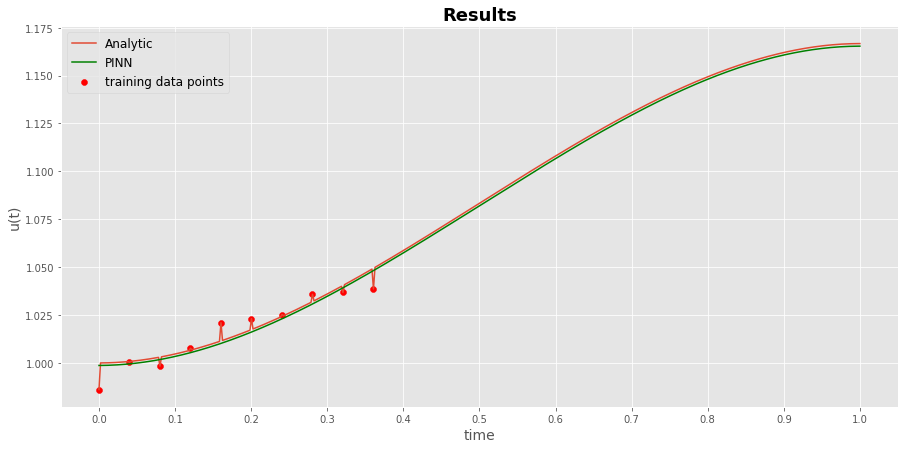 Results
Analytic
PINN
training data points
u(t)
1.175
1.150
1.125
1.100
1.075
1.050
1.025
1.000
0.0 0.1 0.2 0.3 0.4 0.5 0.6 0.7 0.8 0.9 1.0
time